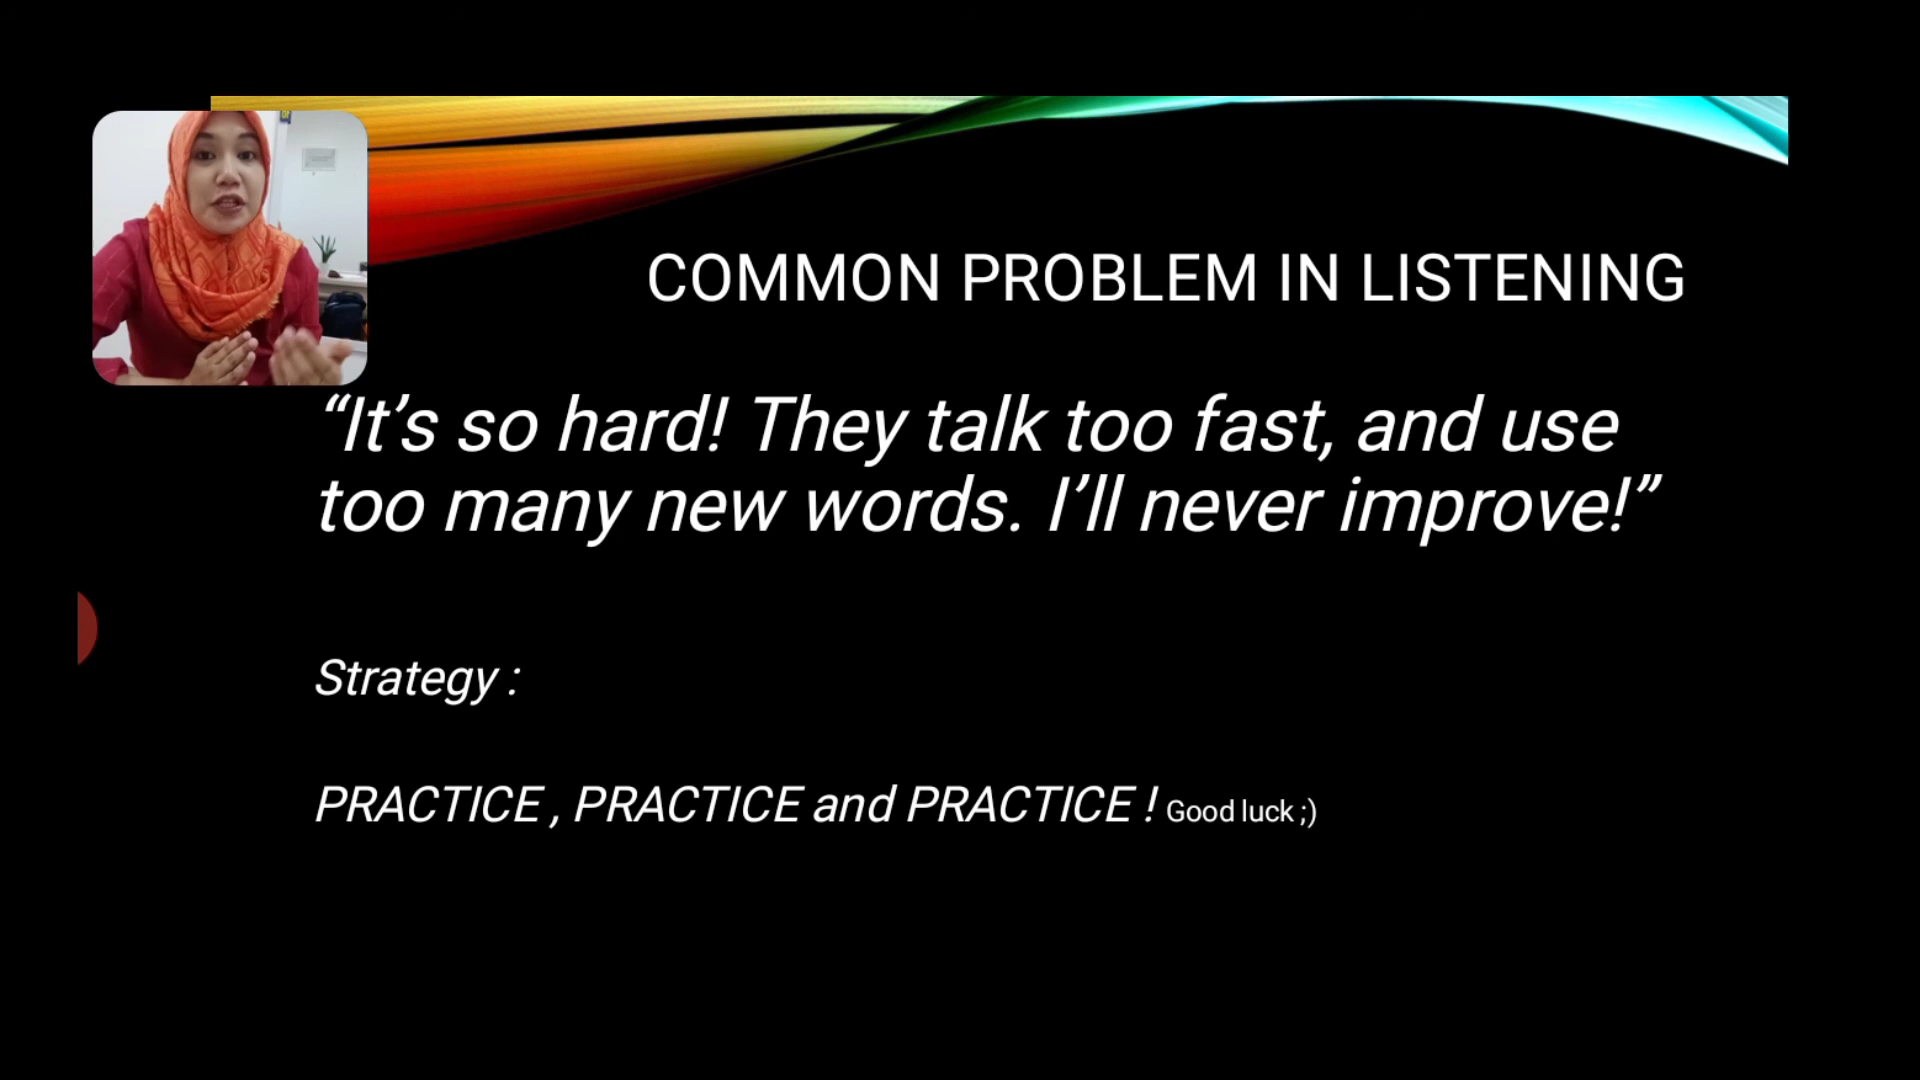 COMMON PROBLEM IN LISTENING
“It’s so hard! They talk too fast, and use
too many new words. I’ll never improve!”
Strategy :
PRACTICE , PRACTICE and PRACTICE ! Good luck ;)